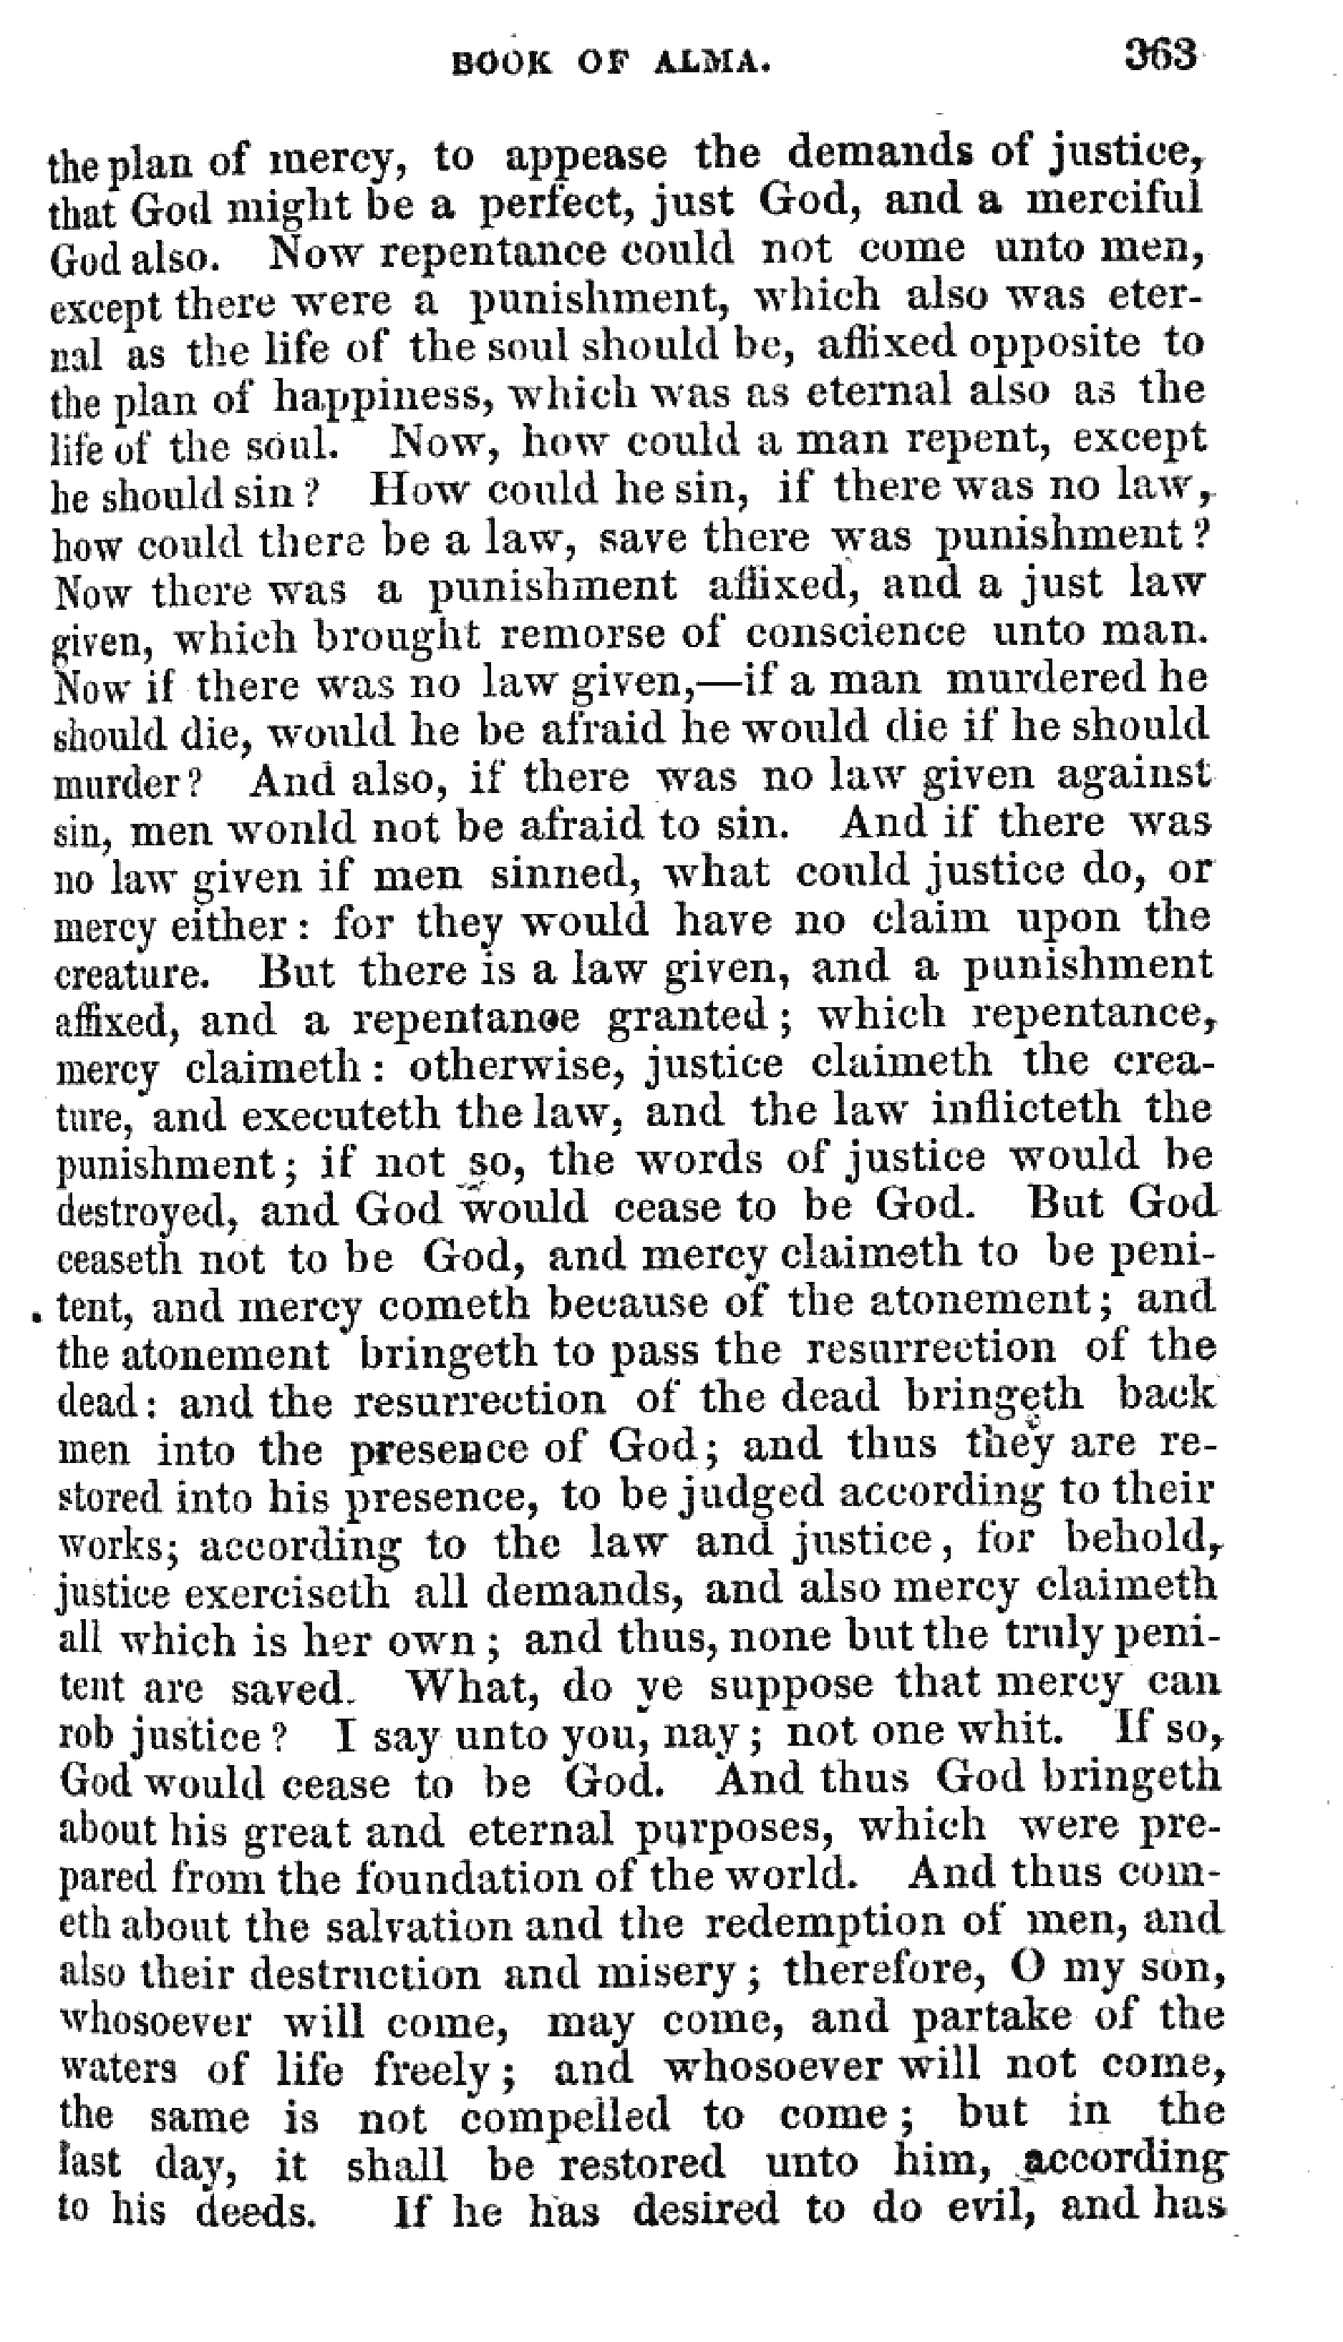 BOOK OF ALMA. 363
the plan of mercy, to appease the demands of justice,
that God might be a perfect, just God, and a merciful
God also. Now repentance could not come unto men,
except there were a punishment, which also was eter-
nal as the life of the soul should be, affixed opposite to
the plan of happiness, which was as eternal also as the
life of the soul. Now, how could a man repent, except
he should sin? How could he sin, if there was no law,
how could there be a law, save there was punishment?
Now there was a punishment affixed, and a just law
given, which brought remorse of conscience unto man.
Now if there was no law given,—if a man murdered he
should die, would he be afraid he would die if he should
murder? And also, if there was no law given against
sin, men wonld not be afraid to sin. And if there was
no law given if men sinned, what could justice do, or
mercy either: for they would have no claim upon the
creature. But there is a law given, and a punishment
affixed, and a repentance granted; which repentance,
mercy claimeth: otherwise, justice claimeth the crea-
ture, and executeth the law, and the law inflicteth the
punishment; if not so, the words of justice would be
destroyed, and God would cease to be God. But God
ceaseth not to be God, and mercy claimeth to be peni-
tent, and mercy cometh because of the atonement; and
the atonement bringeth to pass the resurrection of the
dead: and the resurrection of the dead bringeth back
men into the presence of God; and thus they are re-
stored into his presence, to be judged according to their
works; according to the law and justice, for behold,
justice exerciseth all demands, and also mercy claimeth
all which is her own; and thus, none but the truly peni-
tent are saved. What, do ye suppose that mercy can
rob justice? I say unto you, nay; not one whit. If so,
God would cease to be God. And thus God bringeth
about his great and eternal purposes, which were pre-
pared from the foundation of the world. And thus com-
eth about the salvation and the redemption of men, and
also their destruction and misery; therefore, O my son,
whosoever will come, may come, and partake of the
waters of life freely; and whosoever will not come,
the same is not compelled to come; but in the
last day, it shall be restored unto him, according
to his deeds. If he has desired to do evil, and has